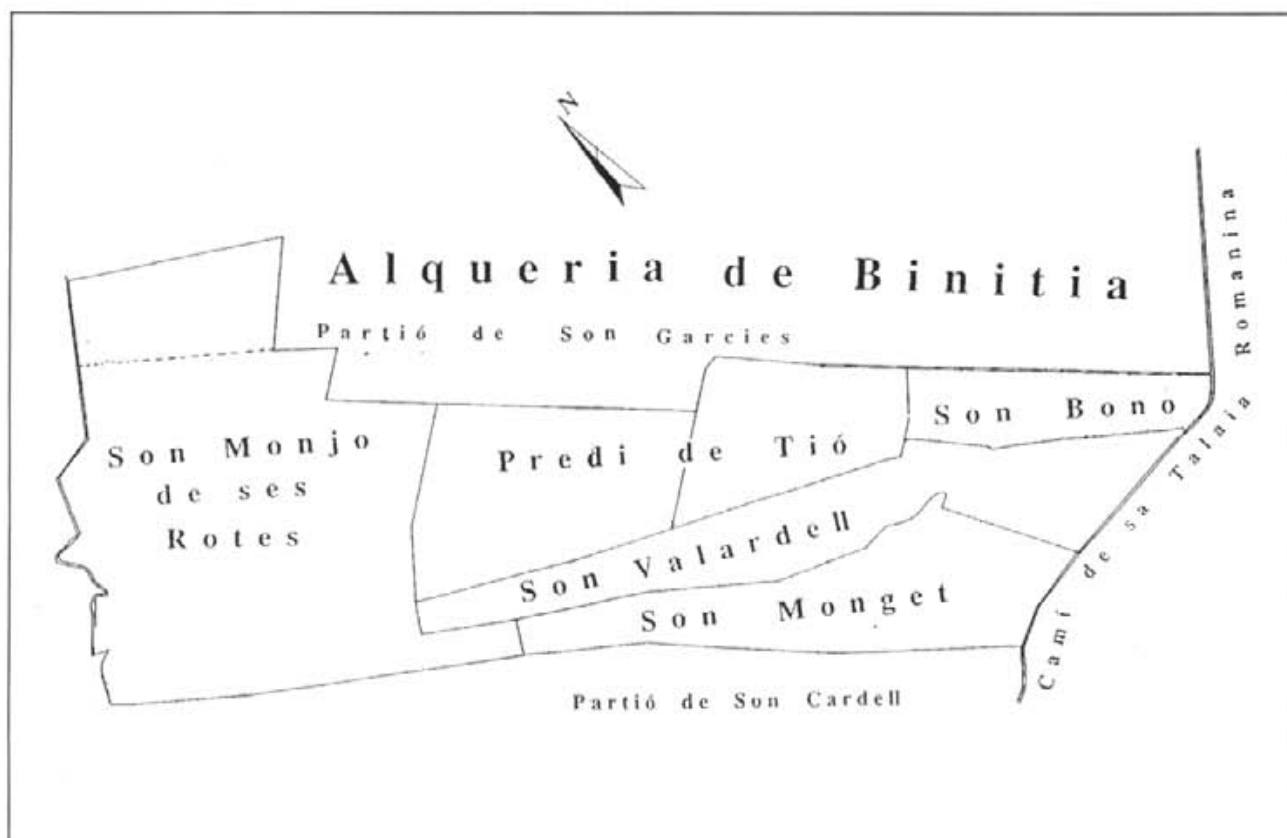 N
Alqueria de Binitia
Partió de Son Garcies
Son Bono
Son Monjo
de ses
Rotes
Predi de Tió
Son Valardell
Son Monget
Partió de Son Cardell
Camí de sa Talaia Romanina